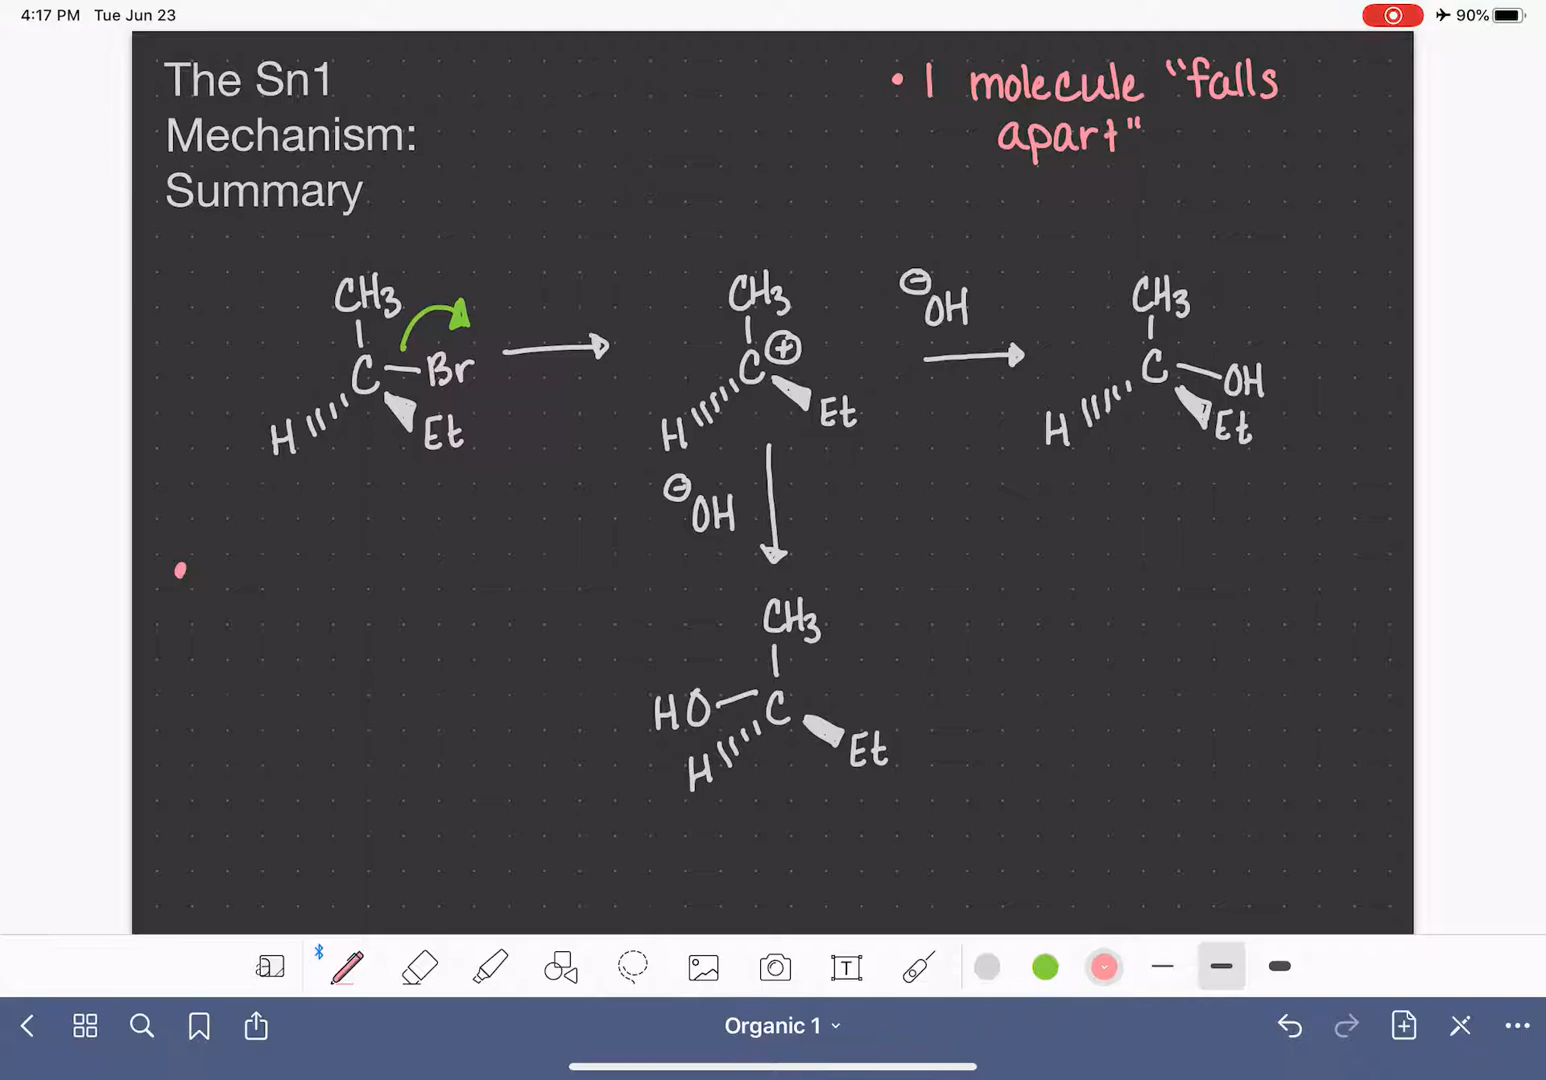 4:17 PM Tue Jun 23
90%
The Sn1
Mechanism:
Summary
• 1 molecule "falls
apart"
CH3
C — Br
H
Et
CH3
C ⊕
H
Et
⊖OH
CH3
C — OH
H
Et
⊖OH
•
CH3
HO — C
H
Et
T
Organic 1